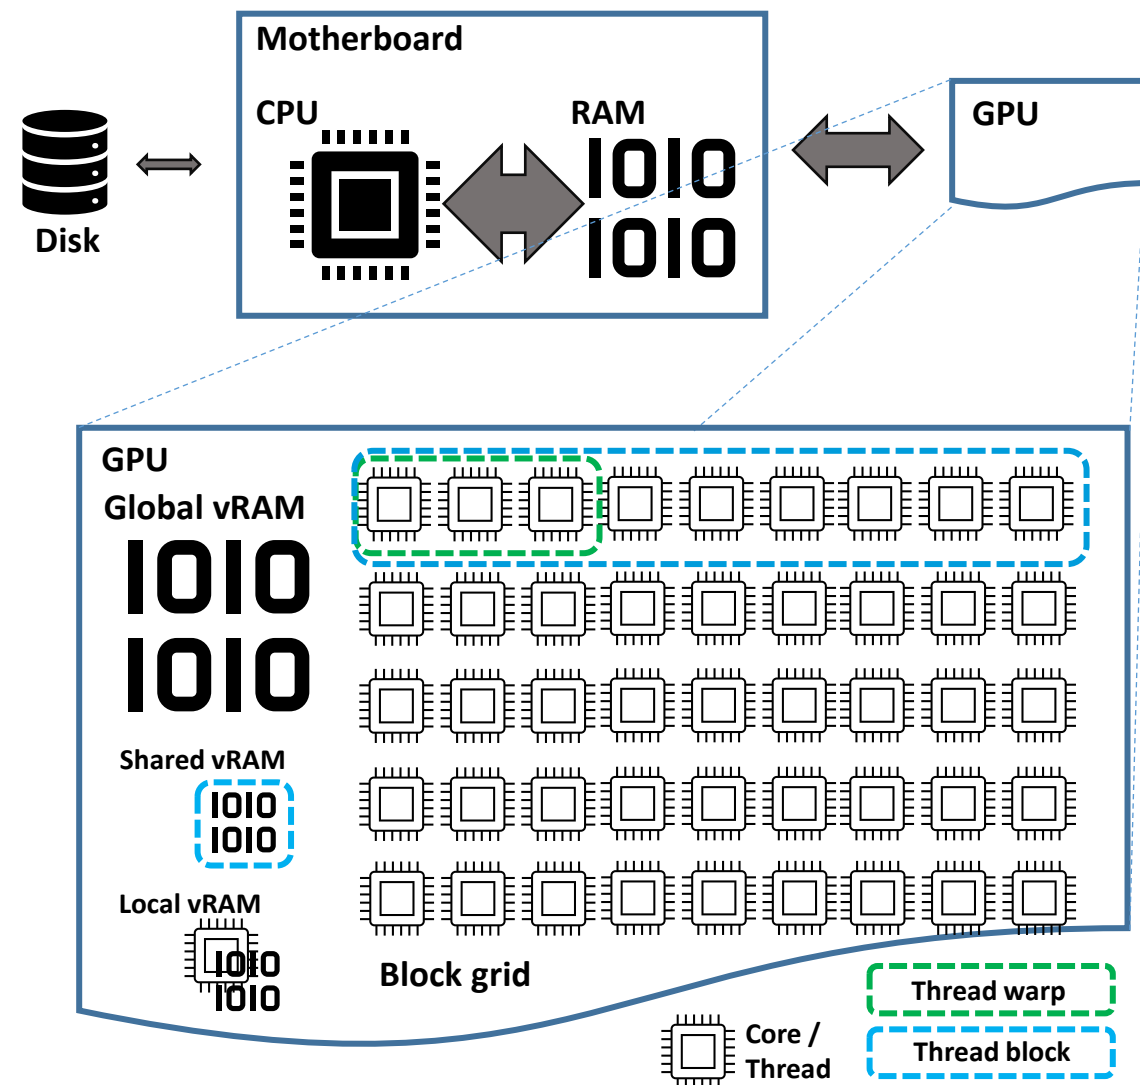 Motherboard
CPU
RAM
1010
1010
Disk
GPU
GPU
Global vRAM
1010
1010
Shared vRAM
1010
1010
Local vRAM
1010
1010
Block grid
Core /
Thread
Thread warp
Thread block